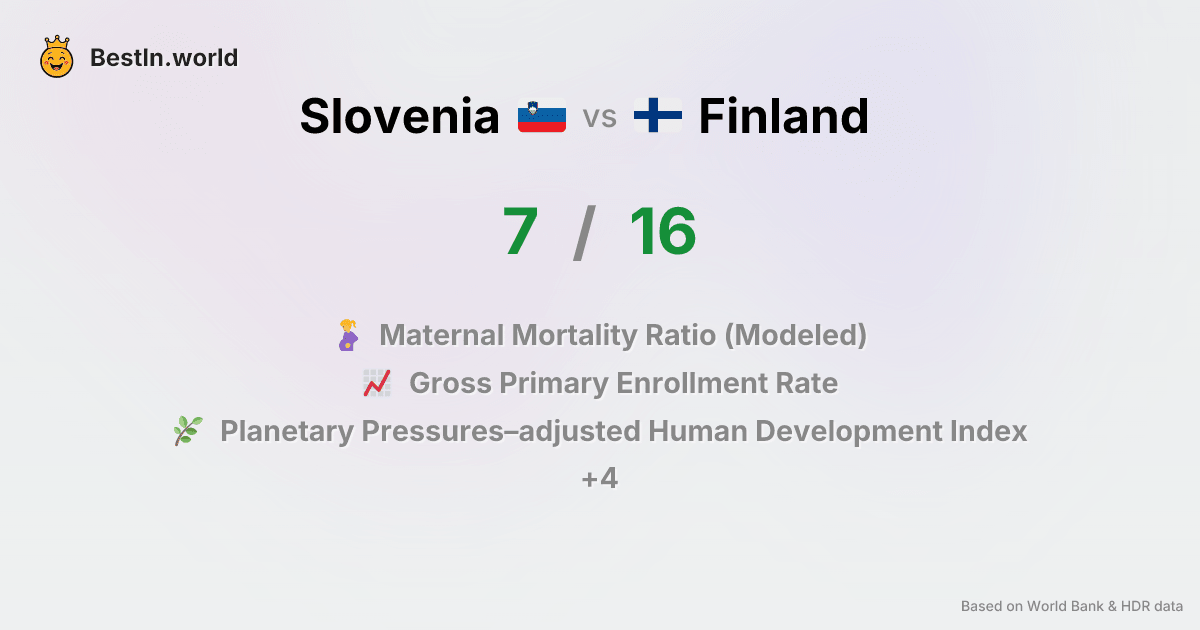 BestIn.world
Slovenia vs Finland
7 / 16
Maternal Mortality Ratio (Modeled)
Gross Primary Enrollment Rate
Planetary Pressures–adjusted Human Development Index
+4
Based on World Bank & HDR data